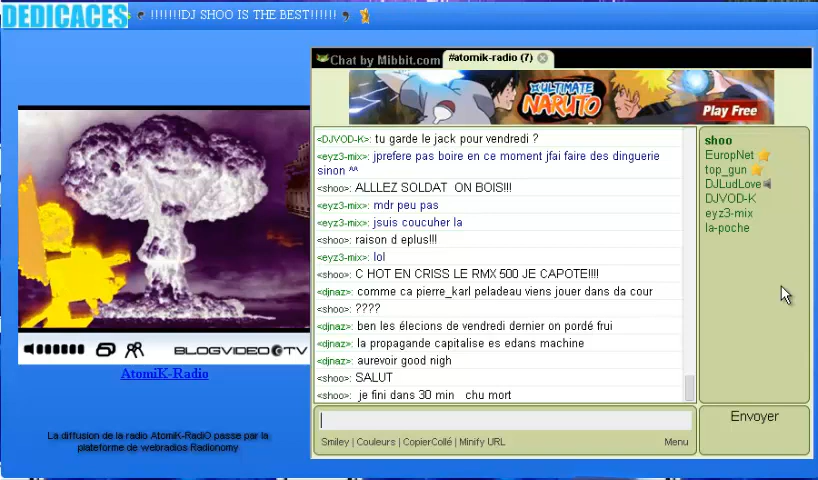 DEDICACES
!!!!!!!DJ SHOO IS THE BEST!!!!!!
Chat by Mibbit.com
#atomik-radio (7)
ULTIMATE
NARUTO
Play Free
<DJVOD-K>: tu garde le jack pour vendredi ?
<eyz3-mix>: jprefere pas boire en ce moment jfai faire des dinguerie
sinon ^^
<shoo>: ALLLEZ SOLDAT ON BOIS!!!
<eyz3-mix>: mdr peu pas
<eyz3-mix>: jsuis coucuher la
<shoo>: raison d eplus!!!
<eyz3-mix>: lol
<shoo>: C HOT EN CRISS LE RMX 500 JE CAPOTE!!!!
<djnaz>: comme ca pierre_karl peladeau viens jouer dans da cour
<shoo>: ????
<djnaz>: ben les élecions de vendredi dernier on pordé frui
<djnaz>: la propagande capitalise es edans machine
<djnaz>: aurevoir good nigh
<shoo>: SALUT
<shoo>: je fini dans 30 min chu mort
shoo
EuropNet
top_gun
DJLudLove
DJVOD-K
eyz3-mix
la-poche
Envoyer
Smiley | Couleurs | CopierCollé | Minify URL
Menu
BLOGVIDEO TV
AtomiK-Radio
La diffusion de la radio AtomiK-RadiO passe par la
plateforme de webradios Radionomy